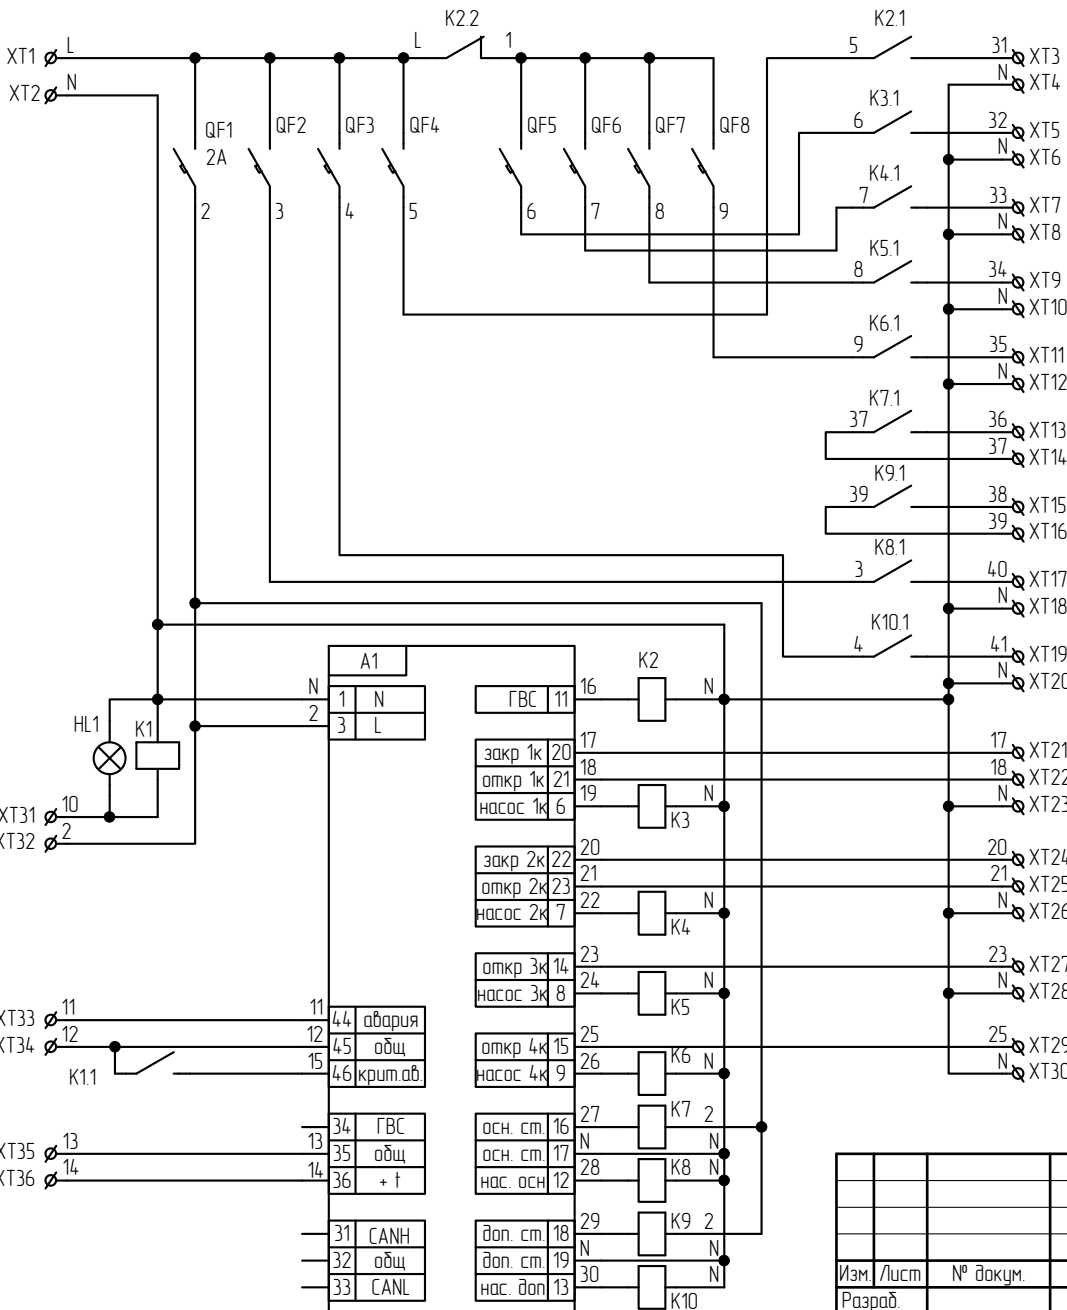 K2.2
K2.1
XT1 L
L
1
5
31 XT3
XT2 N
N XT4
K3.1
QF1
2A
QF2
QF3
QF4
QF5
QF6
QF7
QF8
6
32 XT5
N XT6
K4.1
2
3
4
5
6
7
8
9
7
33 XT7
N XT8
K5.1
8
34 XT9
N XT10
K6.1
9
35 XT11
N XT12
K7.1
37
36 XT13
37 XT14
K9.1
39
38 XT15
39 XT16
K8.1
3
40 XT17
N XT18
K10.1
4
41 XT19
N XT20
A1
K2
N
1 N
ГВС 11
16
N
2
3 L
HL1
K1
закр 1к 20
17
17 XT21
откр 1к 21
18
18 XT22
насос 1к 6
19
N
N XT23
K3
XT31 10
XT32 2
закр 2к 22
20
20 XT24
откр 2к 23
21
21 XT25
насос 2к 7
22
N
N XT26
K4
откр 3к 14
23
23 XT27
насос 3к 8
24
N
N XT28
K5
XT33 11
11
44 авария
XT34 12
12
45 общ
откр 4к 15
25
25 XT29
K1.1
15
46 крит.ав.
насос 4к 9
26
K6
N
N XT30
34 ГВС
осн. ст. 16
27
K7
2
XT35 13
13
35 общ
осн. ст. 17
N
N
XT36 14
14
36 + t
нас. осн 12
28
K8
N
31 CANH
доп. ст. 18
29
K9
2
32 общ
доп. ст. 19
N
N
33 CANL
нас. доп 13
30
N
K10
Изм. Лист № докум.
Разраб.